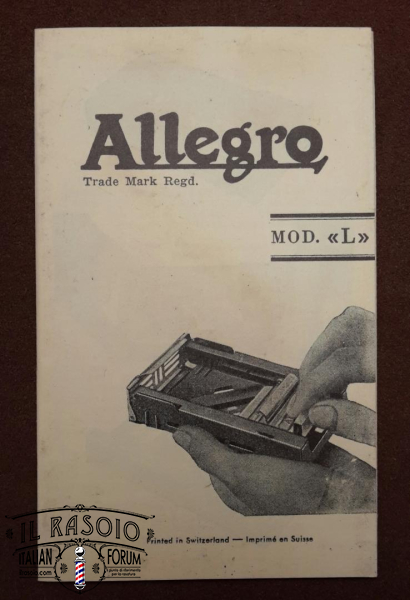 Allegro
Trade Mark Regd.
MOD. «L»
Printed in Switzerland — Imprimé en Suisse
IL RASOIO
ITALIAN FORUM